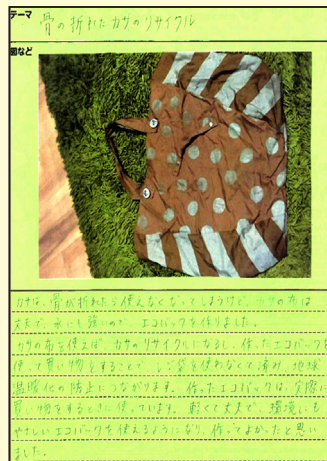 テーマ
骨の折れたカサのリサイクル
図など
カサは、骨が折れたら使えなくなってしまうけど、カサの布は
丈夫で、水にも強いので、エコバックを作りました。
カサの布を使えば、カサのリサイクルになるし、作ったエコバックを
使って買い物をすることで、レジ袋を使わなくて済み、地球
温暖化の防止につながります。作ったエコバックは、実際に
買い物をするときに使っています。軽くて丈夫で、環境にも
やさしいエコバックを使えるようになり、作ってよかったと思い
ました。